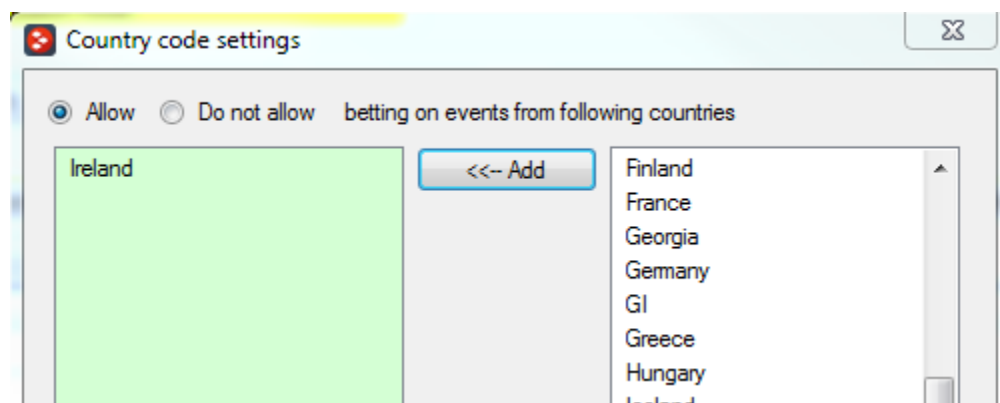 Country code settings
Allow Do not allow betting on events from following countries
Ireland
<<-- Add
Finland
France
Georgia
Germany
GI
Greece
Hungary